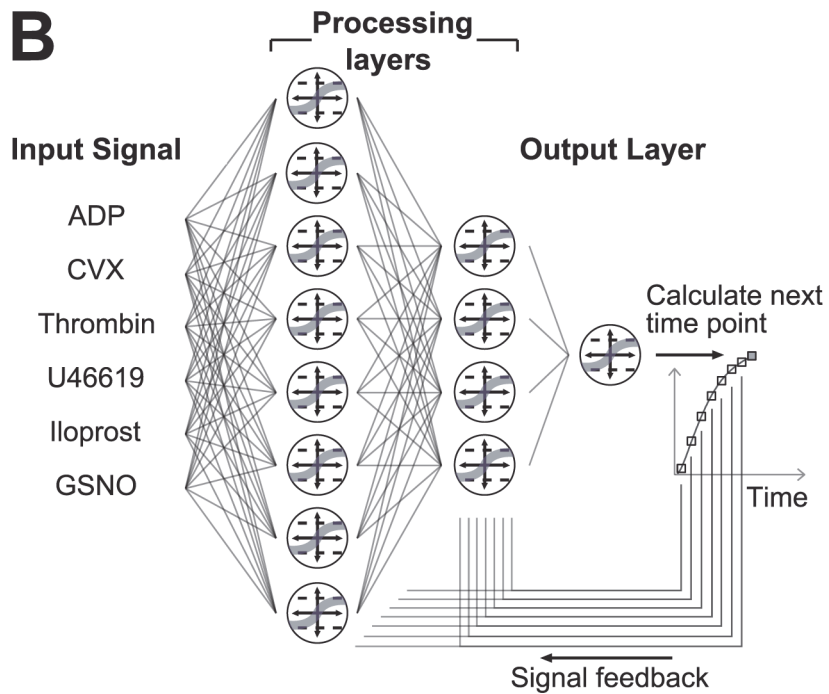 B
Processing
layers
Input Signal
Output Layer
ADP
CVX
Thrombin
U46619
Iloprost
GSNO
Calculate next
time point
Time
Signal feedback